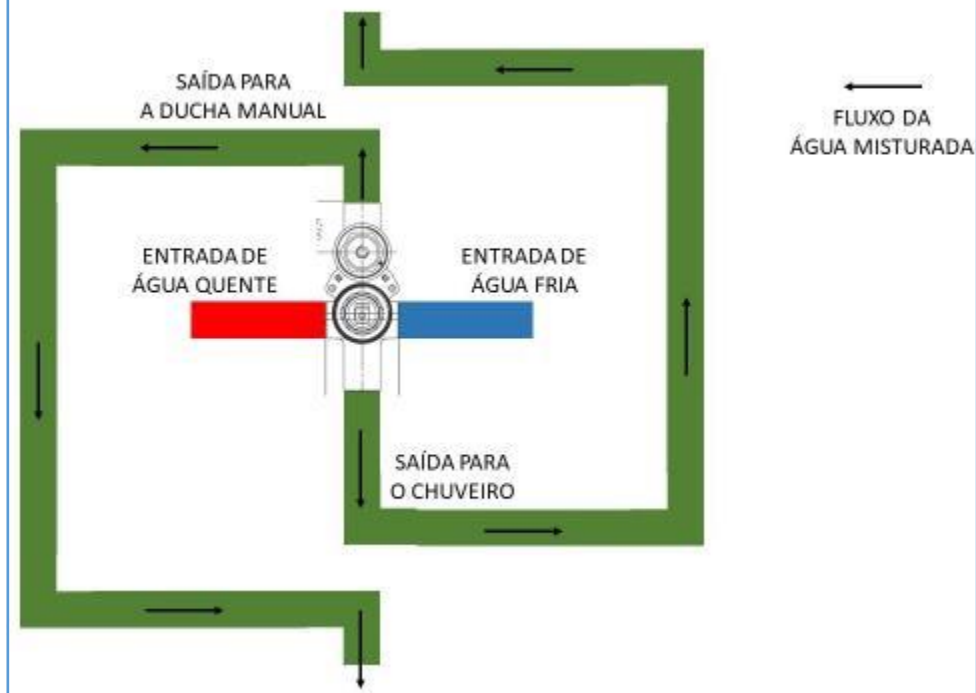 SAÍDA PARA
A DUCHA MANUAL
FLUXO DA
ÁGUA MISTURADA
ENTRADA DE
ÁGUA QUENTE
ENTRADA DE
ÁGUA FRIA
SAÍDA PARA
O CHUVEIRO